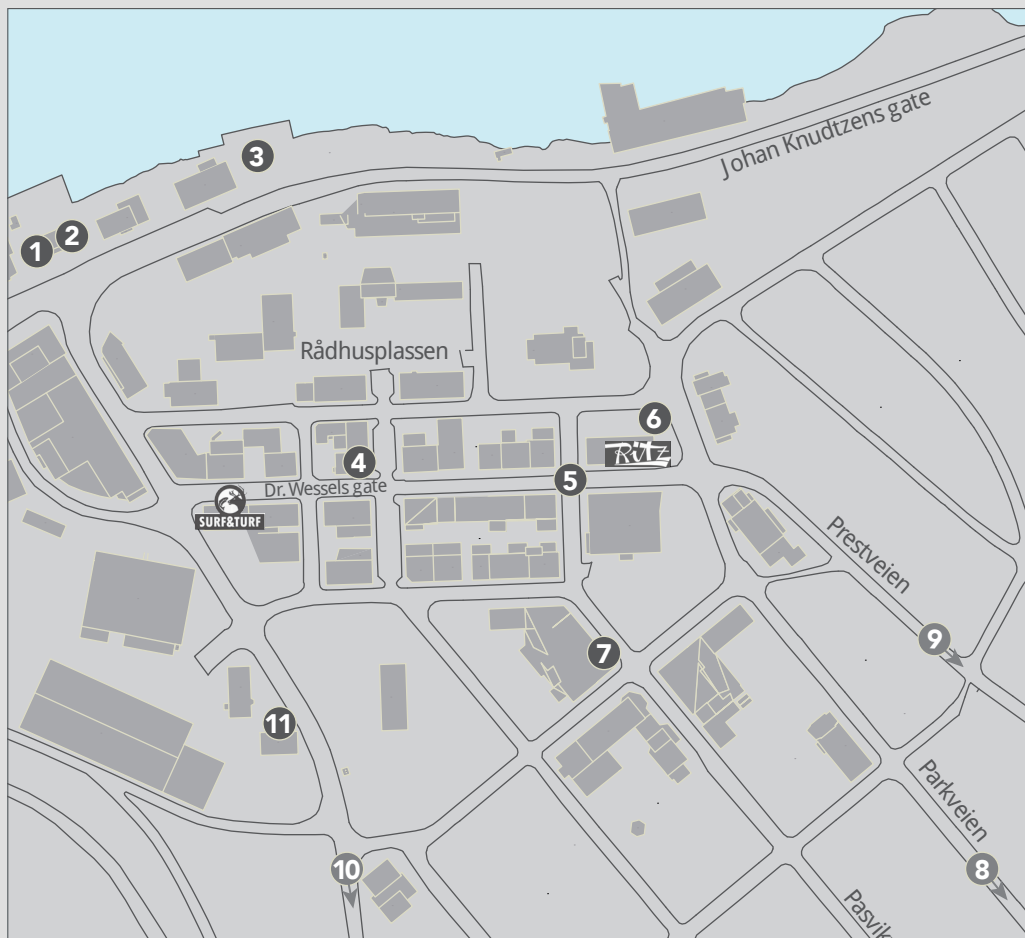 Johan Knudtzens gate
3
2
1
Rådhusplassen
6
Ritz
4
5
Dr. Wessels gate
SURF&TURF
Prestveien
9
7
11
Parkveien
10
8
Pasvik